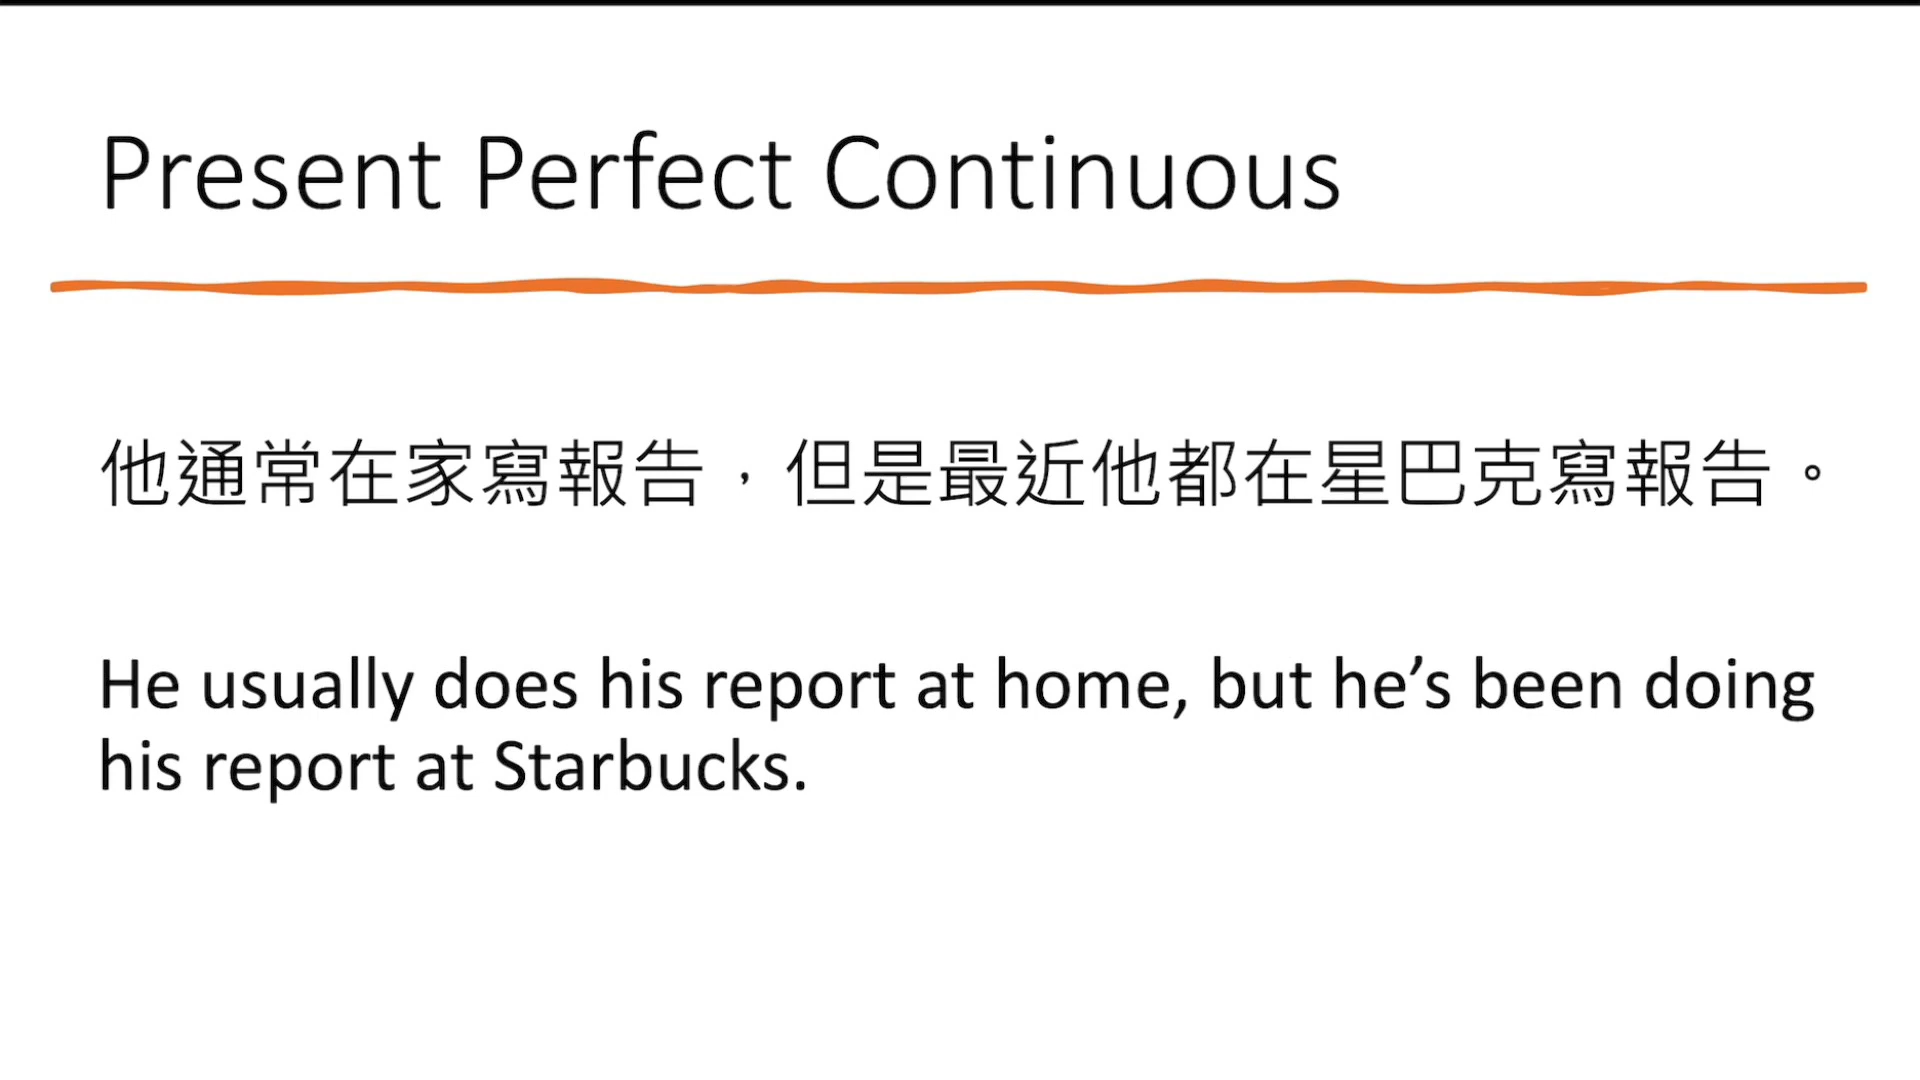 Present Perfect Continuous
他通常在家寫報告，但是最近他都在星巴克寫報告。
He usually does his report at home, but he’s been doing
his report at Starbucks.